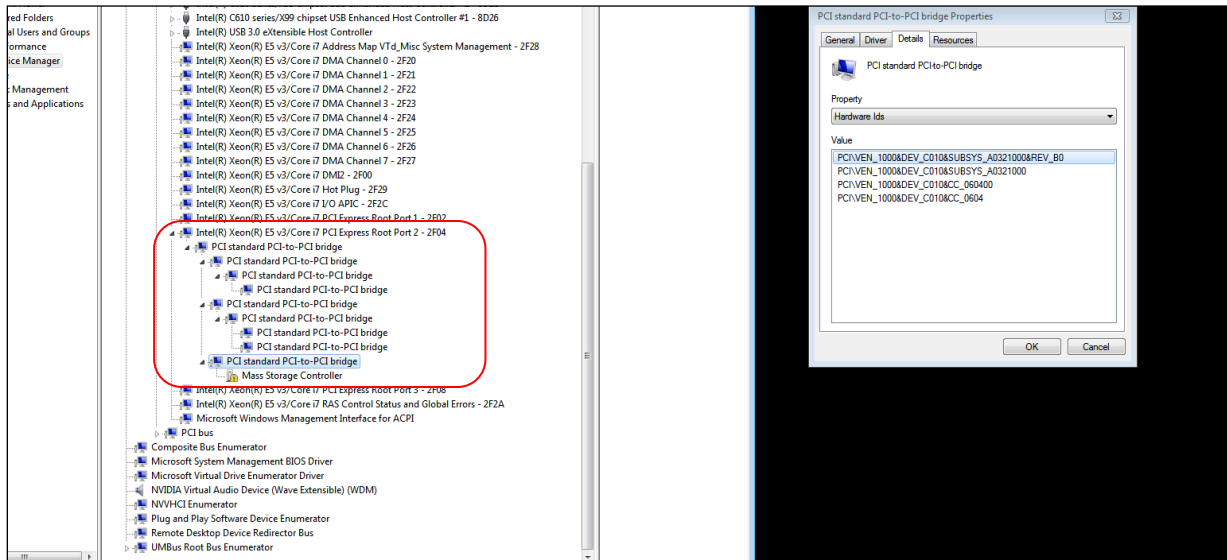 red Folders
al Users and Groups
ormance
ice Manager
Management
s and Applications
Intel(R) C610 series/X99 chipset USB Enhanced Host Controller #1 - 8D26
Intel(R) USB 3.0 eXtensible Host Controller
Intel(R) Xeon(R) E5 v3/Core i7 Address Map VTd_Misc System Management - 2F28
Intel(R) Xeon(R) E5 v3/Core i7 DMA Channel 0 - 2F20
Intel(R) Xeon(R) E5 v3/Core i7 DMA Channel 1 - 2F21
Intel(R) Xeon(R) E5 v3/Core i7 DMA Channel 2 - 2F22
Intel(R) Xeon(R) E5 v3/Core i7 DMA Channel 3 - 2F23
Intel(R) Xeon(R) E5 v3/Core i7 DMA Channel 4 - 2F24
Intel(R) Xeon(R) E5 v3/Core i7 DMA Channel 5 - 2F25
Intel(R) Xeon(R) E5 v3/Core i7 DMA Channel 6 - 2F26
Intel(R) Xeon(R) E5 v3/Core i7 DMA Channel 7 - 2F27
Intel(R) Xeon(R) E5 v3/Core i7 DMI2 - 2F00
Intel(R) Xeon(R) E5 v3/Core i7 Hot Plug - 2F29
Intel(R) Xeon(R) E5 v3/Core i7 I/O APIC - 2F2C
Intel(R) Xeon(R) E5 v3/Core i7 PCI Express Root Port 1 - 2F02
Intel(R) Xeon(R) E5 v3/Core i7 PCI Express Root Port 2 - 2F04
PCI standard PCI-to-PCI bridge
PCI standard PCI-to-PCI bridge
PCI standard PCI-to-PCI bridge
PCI standard PCI-to-PCI bridge
PCI standard PCI-to-PCI bridge
PCI standard PCI-to-PCI bridge
PCI standard PCI-to-PCI bridge
PCI standard PCI-to-PCI bridge
PCI standard PCI-to-PCI bridge
Mass Storage Controller
Intel(R) Xeon(R) E5 v3/Core i7 PCI Express Root Port 3 - 2F08
Intel(R) Xeon(R) E5 v3/Core i7 RAS Control Status and Global Errors - 2F2A
Microsoft Windows Management Interface for ACPI
PCI bus
Composite Bus Enumerator
Microsoft System Management BIOS Driver
Microsoft Virtual Drive Enumerator Driver
NVIDIA Virtual Audio Device (Wave Extensible) (WDM)
NVVHCI Enumerator
Plug and Play Software Device Enumerator
Remote Desktop Device Redirector Bus
UMBus Root Bus Enumerator
PCI standard PCI-to-PCI bridge Properties
General Driver Details Resources
PCI standard PCI-to-PCI bridge
Property
Hardware Ids
Value
PCI\VEN_1000&DEV_C010&SUBSYS_A0321000&REV_B0
PCI\VEN_1000&DEV_C010&SUBSYS_A0321000
PCI\VEN_1000&DEV_C010&CC_060400
PCI\VEN_1000&DEV_C010&CC_0604
OK Cancel